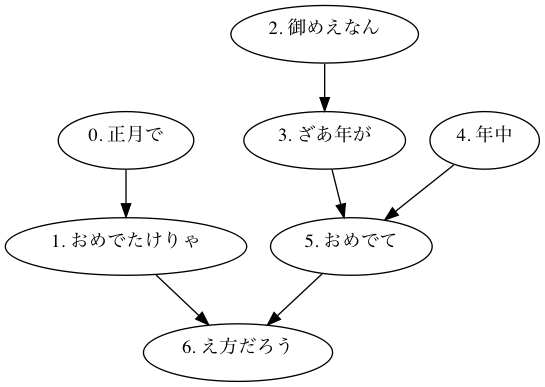 2. 御めえなん
0. 正月で
3. ざあ年が
4. 年中
1. おめでたけりゃ
5. おめでて
6. え方だろう